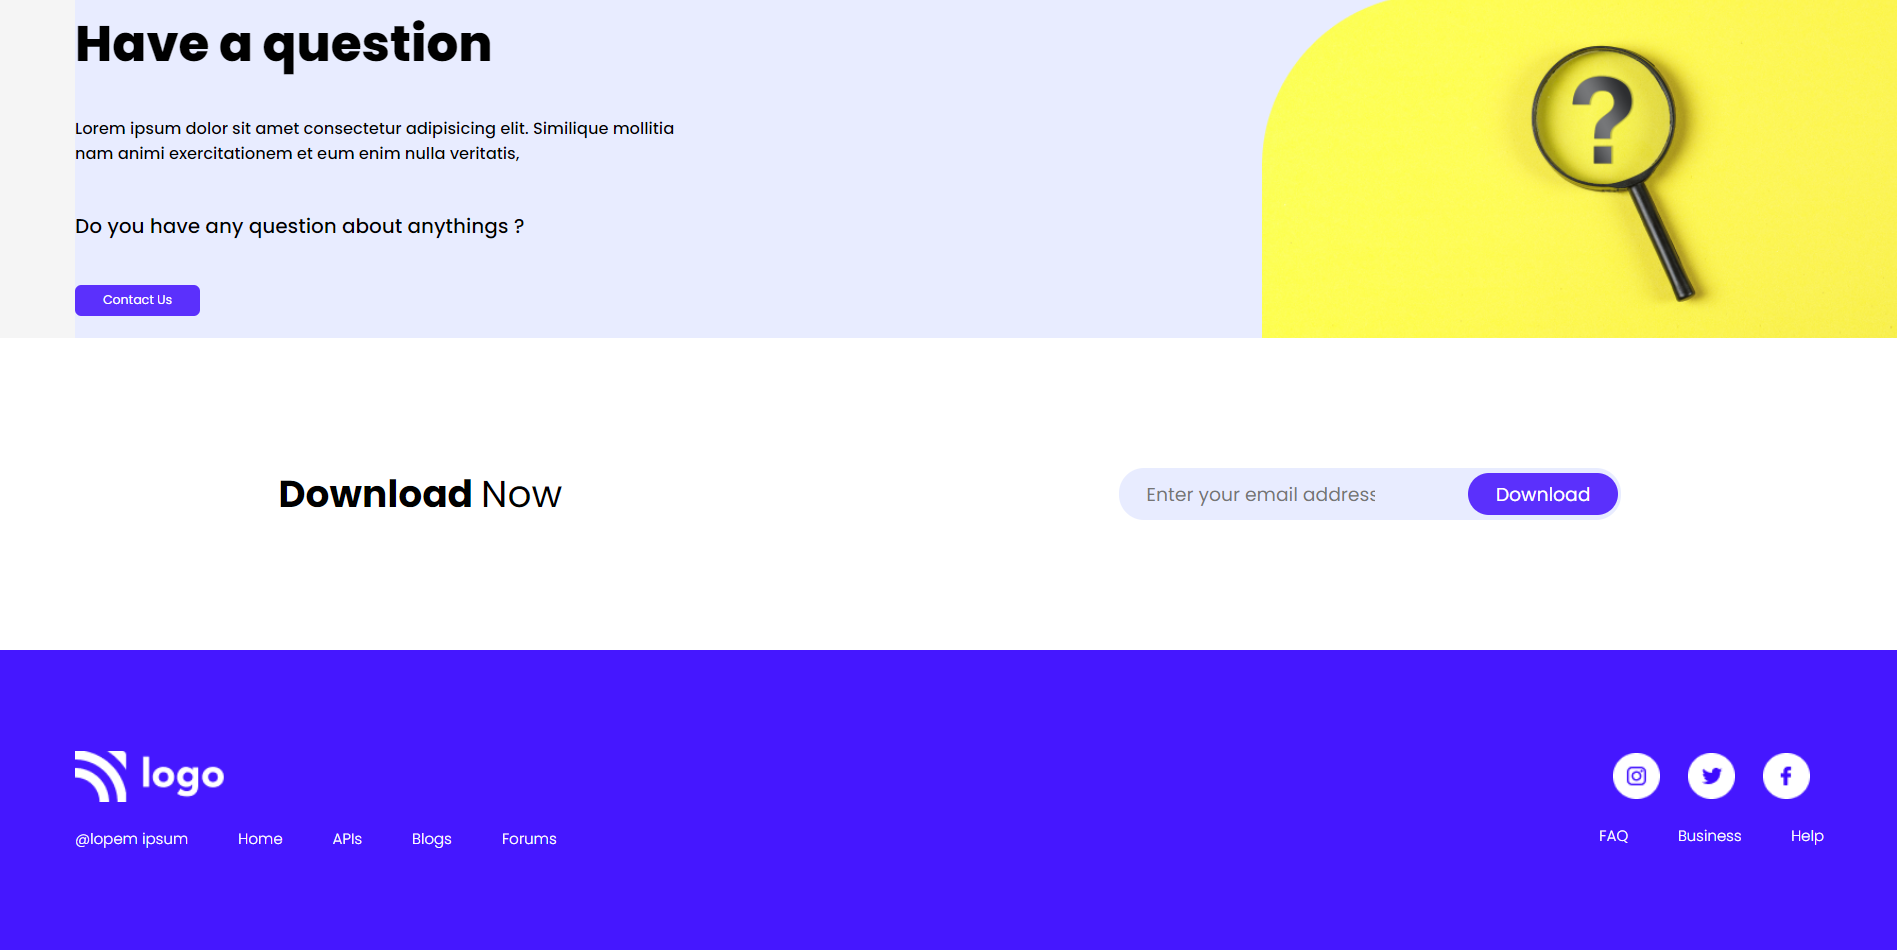 Have a question
Lorem ipsum dolor sit amet consectetur adipisicing elit. Similique mollitia
nam animi exercitationem et eum enim nulla veritatis,
Do you have any question about anythings ?
Contact Us
?
Download Now
Enter your email address
Download
logo
@lopem ipsum
Home
APIs
Blogs
Forums
FAQ
Business
Help